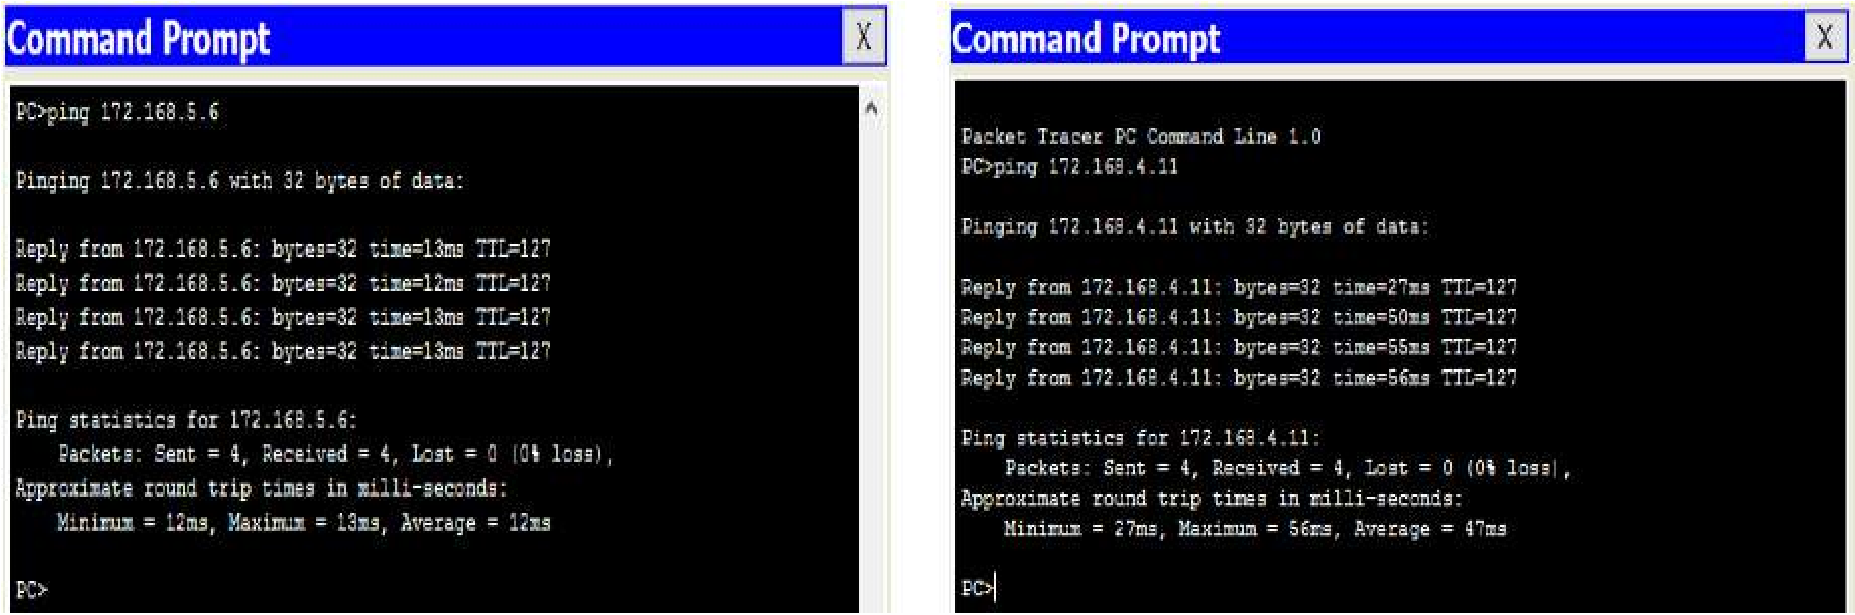 Command Prompt X
PC>ping 172.168.5.6
Pinging 172.168.5.6 with 32 bytes of data:
Reply from 172.168.5.6: bytes=32 time=13ms TTL=127
Reply from 172.168.5.6: bytes=32 time=12ms TTL=127
Reply from 172.168.5.6: bytes=32 time=13ms TTL=127
Reply from 172.168.5.6: bytes=32 time=13ms TTL=127
Ping statistics for 172.168.5.6:
Packets: Sent = 4, Received = 4, Lost = 0 (0% loss),
Approximate round trip times in milli-seconds:
Minimum = 12ms, Maximum = 13ms, Average = 12ms
PC>
Command Prompt X
Packet Tracer PC Command Line 1.0
PC>ping 172.168.4.11
Pinging 172.168.4.11 with 32 bytes of data:
Reply from 172.168.4.11: bytes=32 time=27ms TTL=127
Reply from 172.168.4.11: bytes=32 time=50ms TTL=127
Reply from 172.168.4.11: bytes=32 time=55ms TTL=127
Reply from 172.168.4.11: bytes=32 time=56ms TTL=127
Ping statistics for 172.168.4.11:
Packets: Sent = 4, Received = 4, Lost = 0 (0% loss),
Approximate round trip times in milli-seconds:
Minimum = 27ms, Maximum = 56ms, Average = 47ms
PC>